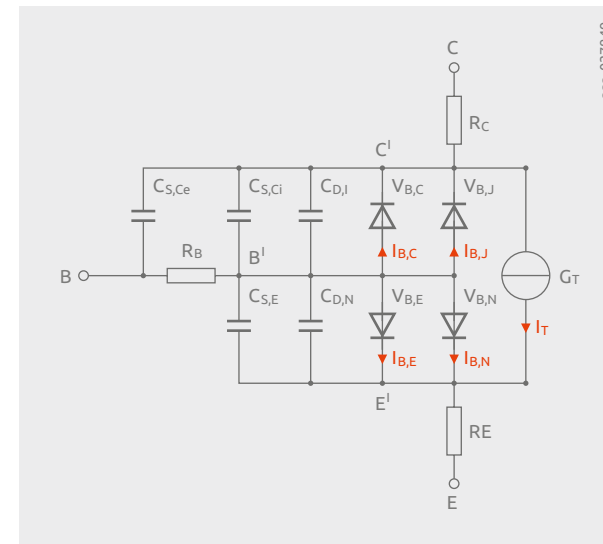 C
R_C
C^I
C_S,Ce
C_S,Ci
C_D,I
V_B,C
V_B,J
R_B
B^I
I_B,C
I_B,J
B
G_T
C_S,E
C_D,N
V_B,E
V_B,N
I_T
I_B,E
I_B,N
E^I
RE
E